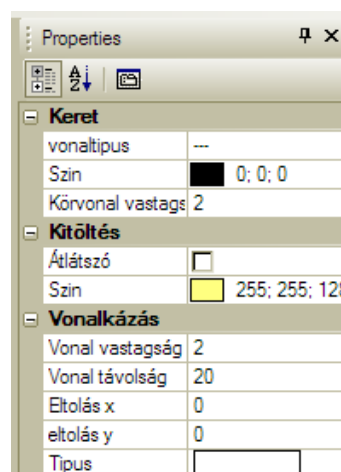 Properties
Keret
vonaltipus ---
Szin 0; 0; 0
Körvonal vastags 2
Kitöltés
Átlátszó
Szin 255; 255; 128
Vonalkázás
Vonal vastagság 2
Vonal távolság 20
Eltolás x 0
eltolás y 0
Tipus